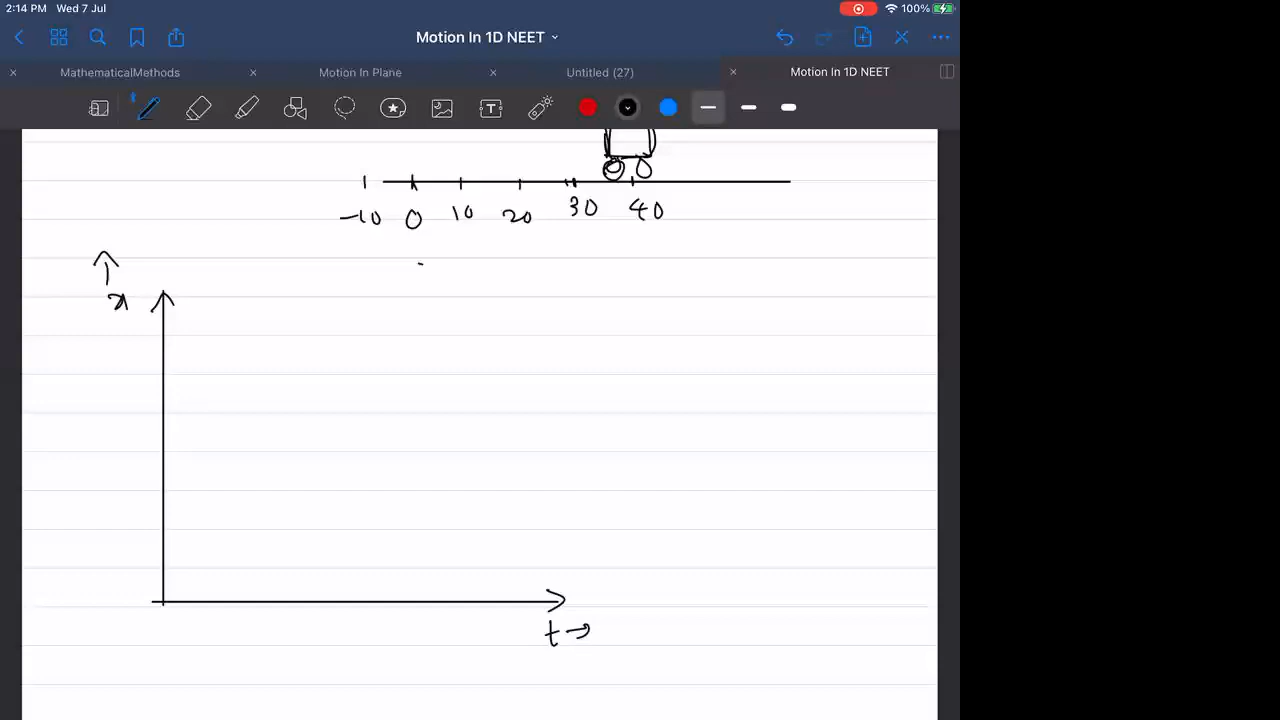 2:14 PM Wed 7 Jul
100%
Motion In 1D NEET
MathematicalMethods
Motion In Plane
Untitled (27)
Motion In 1D NEET
-10 0 10 20 30 40
x
t